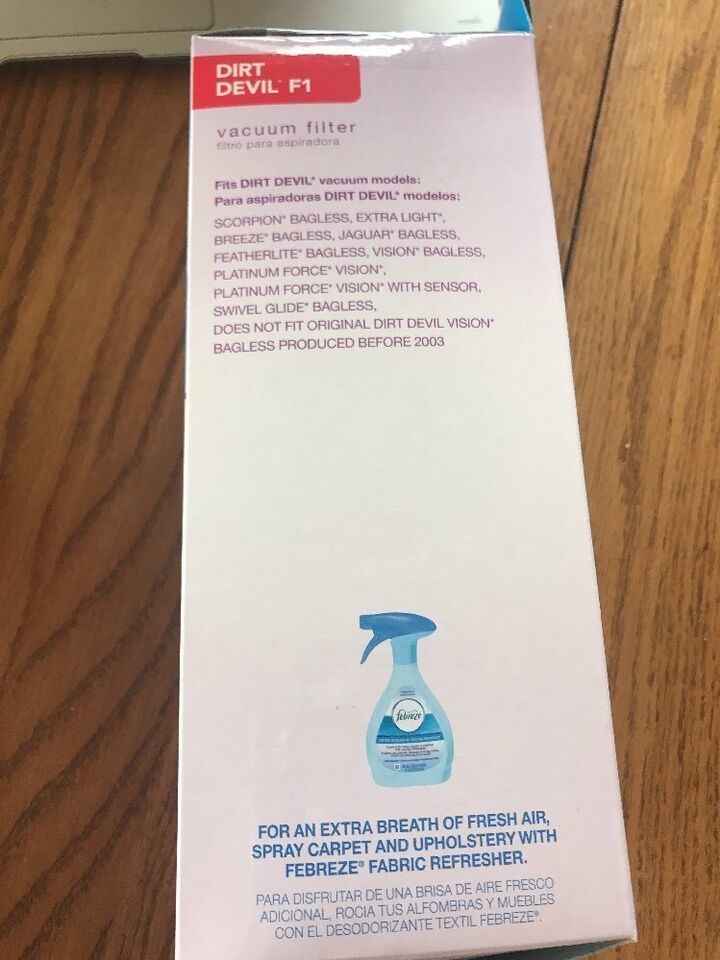 DIRT
DEVIL® F1
vacuum filter
filtro para aspiradora
Fits DIRT DEVIL* vacuum models:
Para aspiradoras DIRT DEVIL* modelos:
SCORPION* BAGLESS, EXTRA LIGHT*,
BREEZE* BAGLESS, JAGUAR* BAGLESS,
FEATHERLITE* BAGLESS, VISION* BAGLESS,
PLATINUM FORCE* VISION*,
PLATINUM FORCE* VISION* WITH SENSOR,
SWIVEL GLIDE* BAGLESS,
DOES NOT FIT ORIGINAL DIRT DEVIL VISION*
BAGLESS PRODUCED BEFORE 2003
febreze
FOR AN EXTRA BREATH OF FRESH AIR,
SPRAY CARPET AND UPHOLSTERY WITH
FEBREZE® FABRIC REFRESHER.
PARA DISFRUTAR DE UNA BRISA DE AIRE FRESCO
ADICIONAL, ROCIA TUS ALFOMBRAS Y MUEBLES
CON EL DESODORIZANTE TEXTIL FEBREZE®.